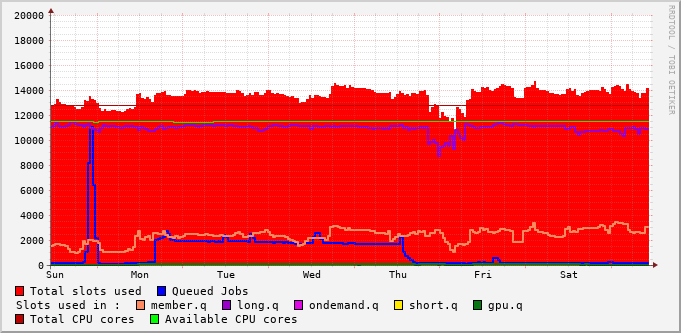 20000
18000
16000
14000
12000
10000
8000
6000
4000
2000
0
Sun Mon Tue Wed Thu Fri Sat
RRDTOOL / TOBI OETIKER
Total slots used Queued Jobs
Slots used in : member.q long.q ondemand.q short.q gpu.q
Total CPU cores Available CPU cores